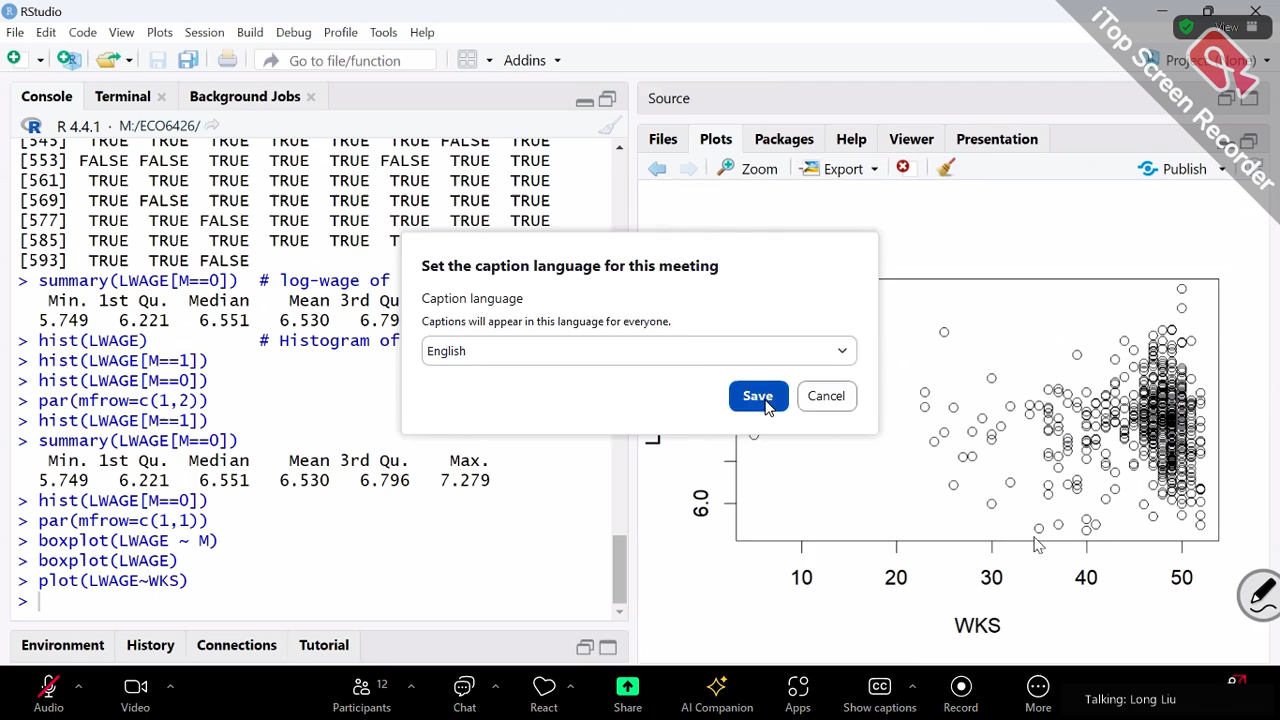 RStudio
File Edit Code View Plots Session Build Debug Profile Tools Help
View
Go to file/function
Addins
Project: (None)
iTop Screen Recorder
Console Terminal Background Jobs
Source
R 4.4.1 · M:/ECO6426/
Files Plots Packages Help Viewer Presentation
Zoom Export Publish
[545] TRUE TRUE TRUE TRUE TRUE FALSE TRUE
[553] FALSE FALSE TRUE TRUE TRUE FALSE TRUE TRUE
[561] TRUE TRUE TRUE TRUE TRUE TRUE TRUE TRUE
[569] TRUE FALSE TRUE TRUE TRUE TRUE TRUE TRUE
[577] TRUE TRUE FALSE TRUE TRUE TRUE TRUE TRUE
[585] TRUE TRUE TRUE TRUE TRUE T
[593] TRUE TRUE FALSE
> summary(LWAGE[M==0]) # log-wage of
Min. 1st Qu. Median Mean 3rd Qu.
5.749 6.221 6.551 6.530 6.79
> hist(LWAGE) # Histogram of
> hist(LWAGE[M==1])
> hist(LWAGE[M==0])
> par(mfrow=c(1,2))
> hist(LWAGE[M==1])
> summary(LWAGE[M==0])
Min. 1st Qu. Median Mean 3rd Qu. Max.
5.749 6.221 6.551 6.530 6.796 7.279
> hist(LWAGE[M==0])
> par(mfrow=c(1,1))
> boxplot(LWAGE ~ M)
> boxplot(LWAGE)
> plot(LWAGE~WKS)
>
Set the caption language for this meeting
Caption language
Captions will appear in this language for everyone.
English
Save Cancel
6.0
10 20 30 40 50
WKS
Environment History Connections Tutorial
12
Audio Video Participants Chat React Share AI Companion Apps Show captions Record More
Talking: Long Liu